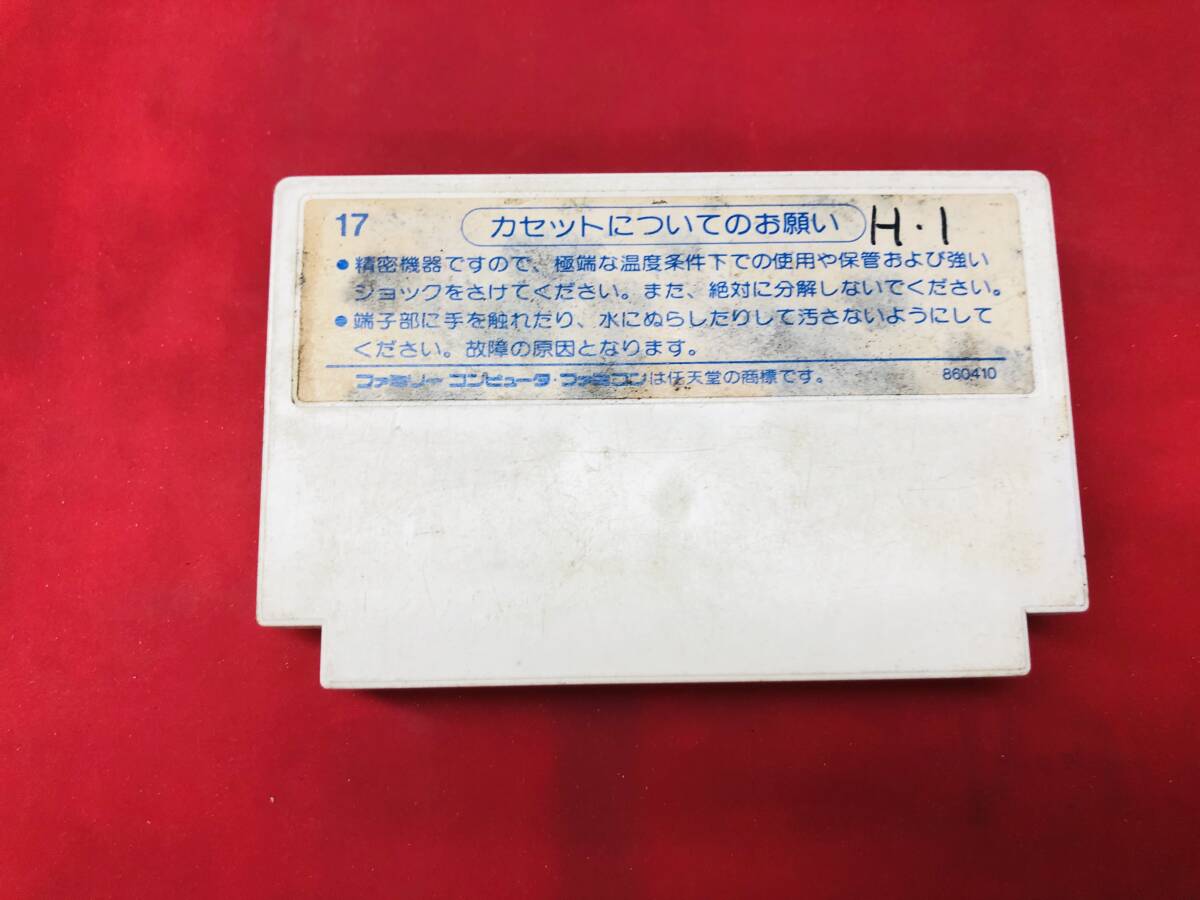 17 カセットについてのお願い H・1
●精密機器ですので、極端な温度条件下での使用や保管および強い
ショックをさけてください。また、絶対に分解しないでください。
●端子部に手を触れたり、水にぬらしたりして汚さないようにして
ください。故障の原因となります。
ファミリーコンピュータ・ファミコンは任天堂の商標です。 860410